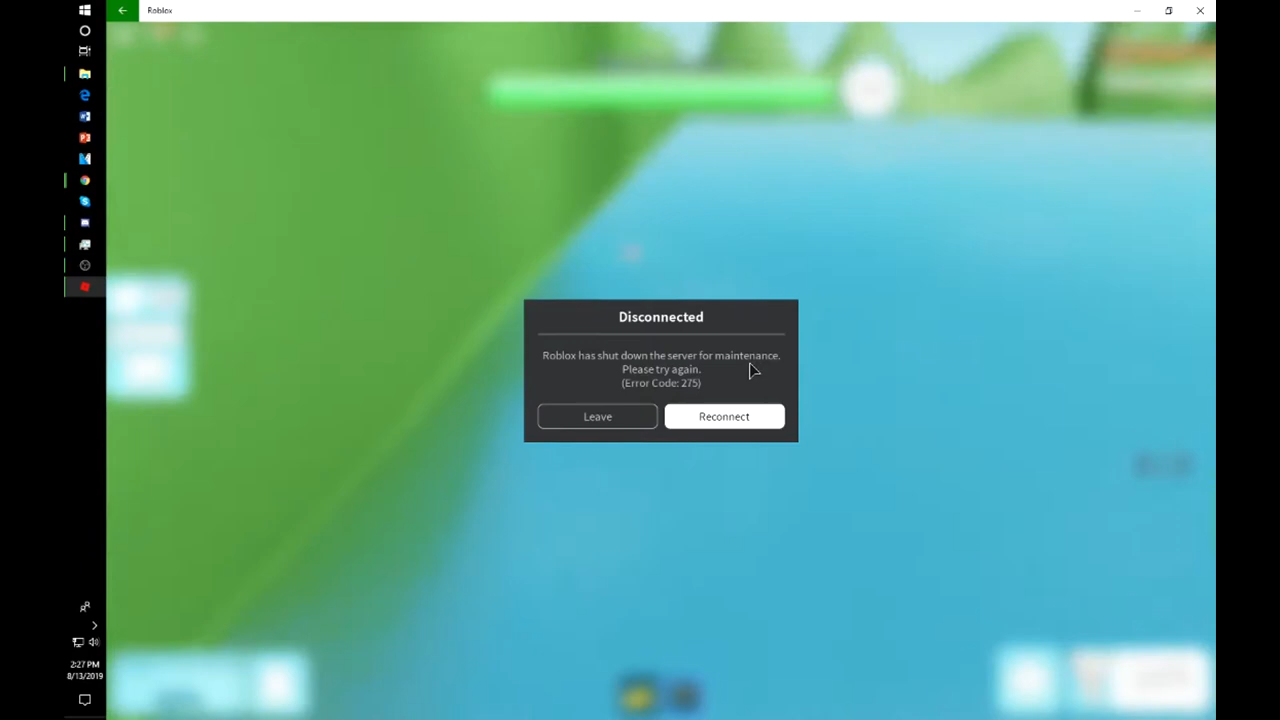 Roblox
Disconnected
Roblox has shut down the server for maintenance.
Please try again.
(Error Code: 275)
Leave
Reconnect
2:27 PM
8/13/2019